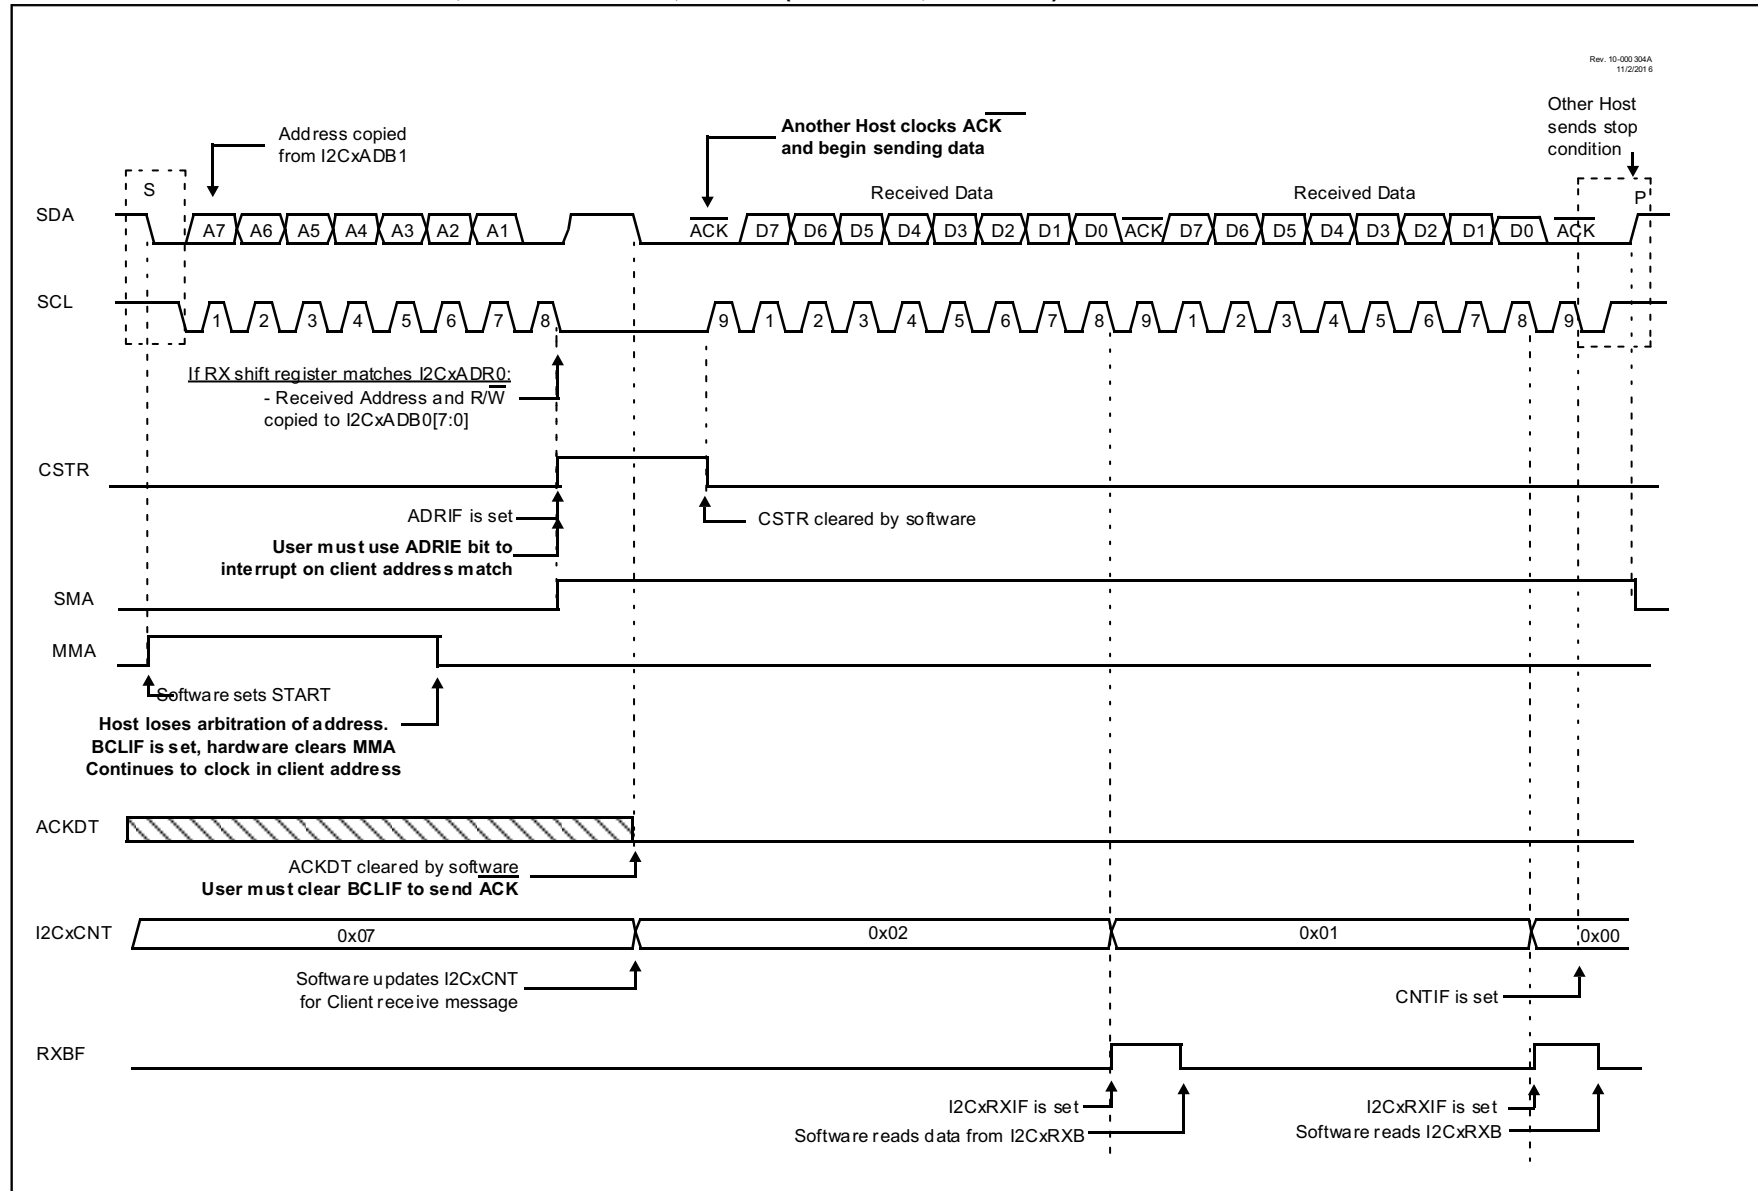 Rev. 10-000304A
11/2/2016
Other Host
sends stop
condition
Address copied
from I2CxADB1
Another Host clocks ACK
and begin sending data
S
Received Data
Received Data
P
SDA
A7 A6 A5 A4 A3 A2 A1 ACK D7 D6 D5 D4 D3 D2 D1 D0 ACK D7 D6 D5 D4 D3 D2 D1 D0 ACK
SCL
1 2 3 4 5 6 7 8 9 1 2 3 4 5 6 7 8 9 1 2 3 4 5 6 7 8 9
If RX shift register matches I2CxADR0:
- Received Address and R/W
copied to I2CxADB0[7:0]
CSTR
ADRIF is set
CSTR cleared by software
User must use ADRIE bit to
interrupt on client address match
SMA
MMA
Software sets START
Host loses arbitration of address.
BCLIF is set, hardware clears MMA
Continues to clock in client address
ACKDT
ACKDT cleared by software
User must clear BCLIF to send ACK
I2CxCNT
0x07 0x02 0x01 0x00
Software updates I2CxCNT
for Client receive message
CNTIF is set
RXBF
I2CxRXIF is set
Software reads data from I2CxRXB
I2CxRXIF is set
Software reads I2CxRXB